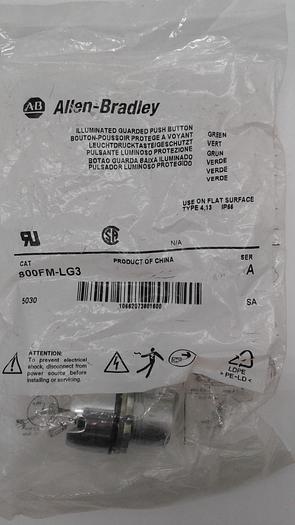 AB Allen-Bradley
ILLUMINATED GUARDED PUSH BUTTON GREEN
BOUTON-POUSSOIR PROTEGE A VOYANT VERT
LEUCHTDRUCKTASTE/GESCHUTZT GRUN
PULSANTE LUMINOSO PROTEZIONE VERDE
BOTAO GUARDA BAIXA ILUMINADO VERDE
PULSADOR LUMINOSO PROTEGIDO VERDE
USE ON FLAT SURFACE
TYPE 4,13 IP66
N/A
CAT PRODUCT OF CHINA SER
800FM-LG3 A
5030 SA
10662073801600
ATTENTION:
To prevent electrical
shock, disconnect from
power source before
installing or servicing.
LDPE
> PE-LD <